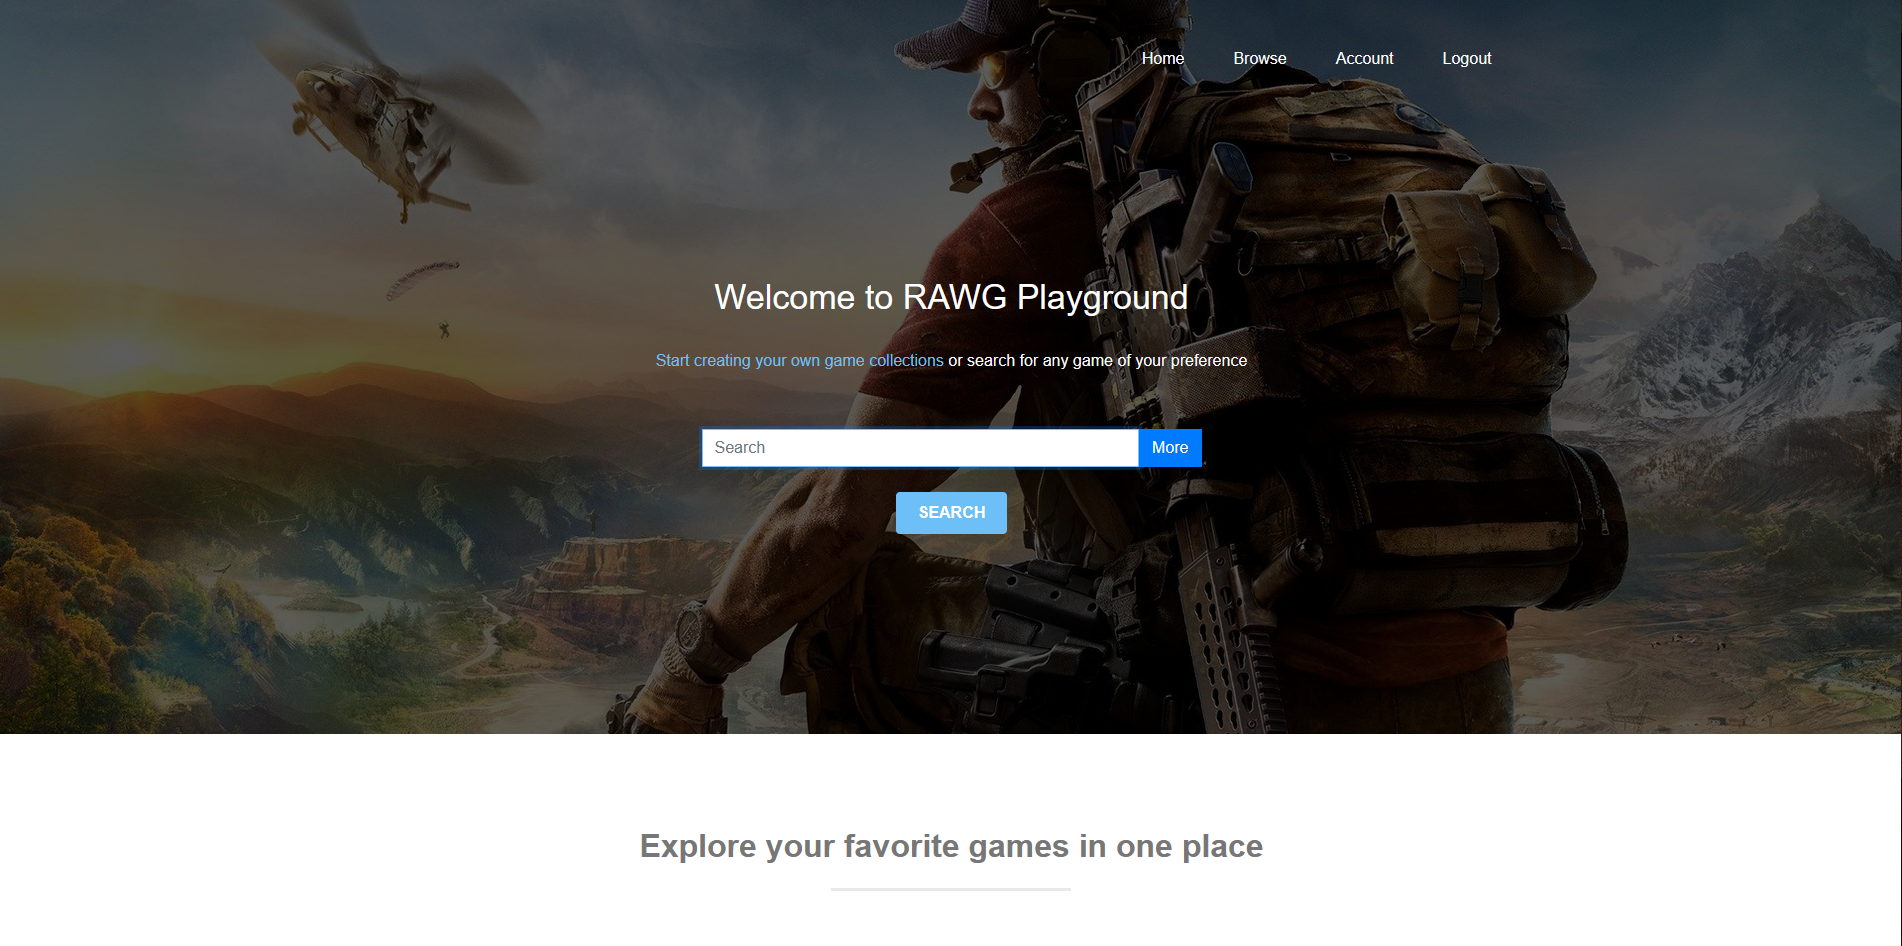 Home Browse Account Logout
Welcome to RAWG Playground
Start creating your own game collections or search for any game of your preference
Search More
SEARCH
Explore your favorite games in one place